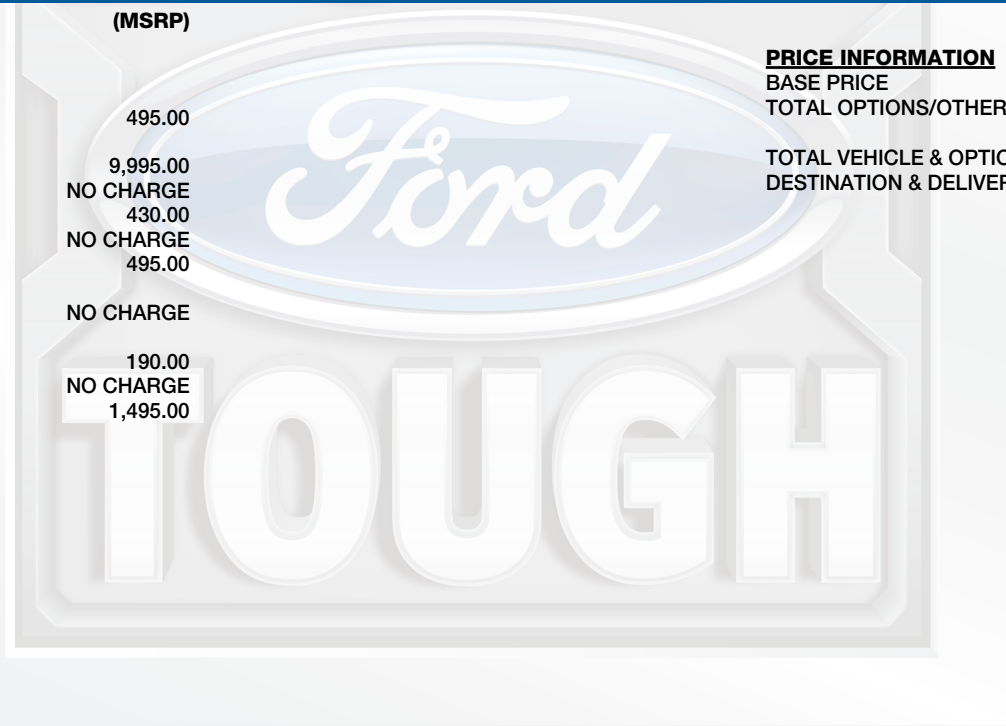 (MSRP)
495.00
9,995.00
NO CHARGE
430.00
NO CHARGE
495.00
NO CHARGE
190.00
NO CHARGE
1,495.00
PRICE INFORMATION
BASE PRICE
TOTAL OPTIONS/OTHER
TOTAL VEHICLE & OPTIO
DESTINATION & DELIVER
Ford
TOUGH